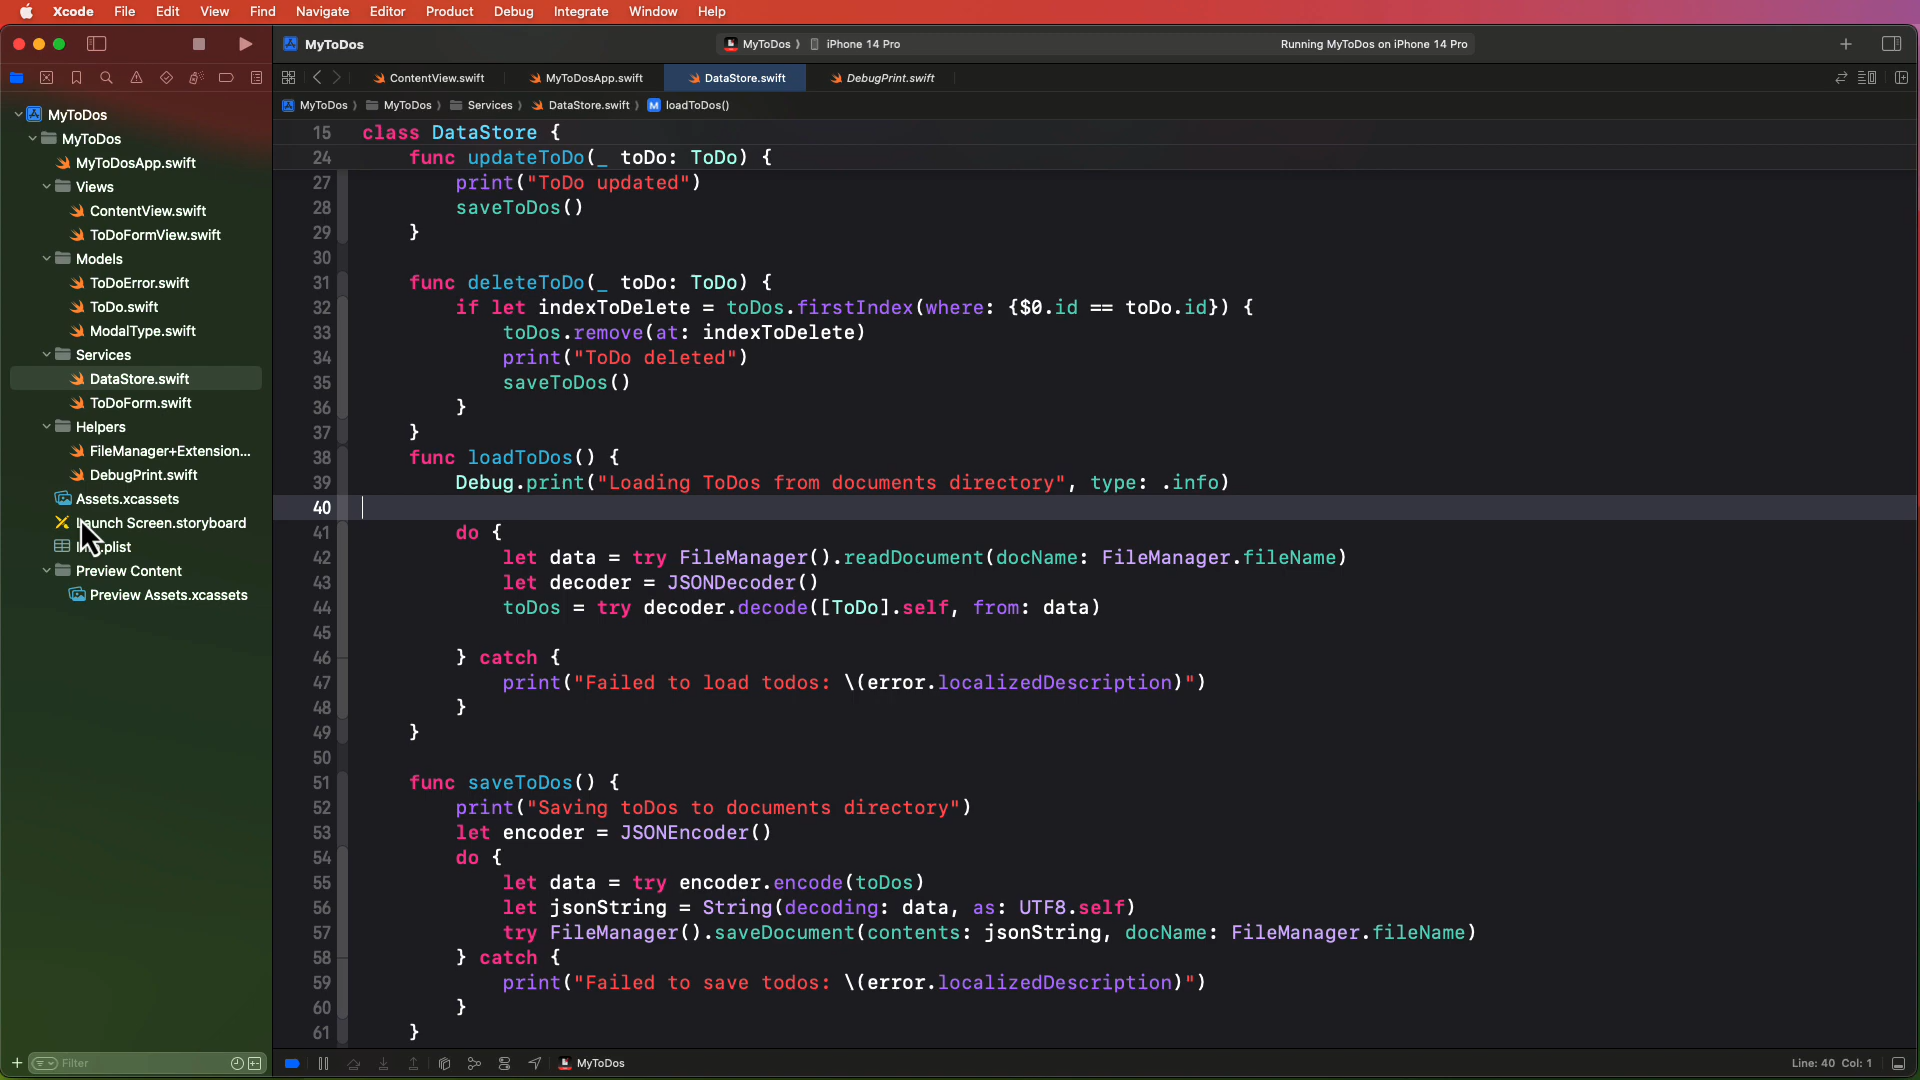 Xcode File Edit View Find Navigate Editor Product Debug Integrate Window Help
MyToDos
MyToDos 〉 iPhone 14 Pro
Running MyToDos on iPhone 14 Pro
ContentView.swift
MyToDosApp.swift
DataStore.swift
DebugPrint.swift
MyToDos 〉 MyToDos 〉 Services 〉 DataStore.swift 〉 M loadToDos()
MyToDos
MyToDos
MyToDosApp.swift
Views
ContentView.swift
ToDoFormView.swift
Models
ToDoError.swift
ToDo.swift
ModalType.swift
Services
DataStore.swift
ToDoForm.swift
Helpers
FileManager+Extension...
DebugPrint.swift
Assets.xcassets
Launch Screen.storyboard
plist
Preview Content
Preview Assets.xcassets
Filter
15 class DataStore {
24 func updateToDo(_ toDo: ToDo) {
27 print("ToDo updated")
28 saveToDos()
29 }
30
31 func deleteToDo(_ toDo: ToDo) {
32 if let indexToDelete = toDos.firstIndex(where: {$0.id == toDo.id}) {
33 toDos.remove(at: indexToDelete)
34 print("ToDo deleted")
35 saveToDos()
36 }
37 }
38 func loadToDos() {
39 Debug.print("Loading ToDos from documents directory", type: .info)
40
41 do {
42 let data = try FileManager().readDocument(docName: FileManager.fileName)
43 let decoder = JSONDecoder()
44 toDos = try decoder.decode([ToDo].self, from: data)
45
46 } catch {
47 print("Failed to load todos: \(error.localizedDescription)")
48 }
49 }
50
51 func saveToDos() {
52 print("Saving toDos to documents directory")
53 let encoder = JSONEncoder()
54 do {
55 let data = try encoder.encode(toDos)
56 let jsonString = String(decoding: data, as: UTF8.self)
57 try FileManager().saveDocument(contents: jsonString, docName: FileManager.fileName)
58 } catch {
59 print("Failed to save todos: \(error.localizedDescription)")
60 }
61 }
MyToDos
Line: 40 Col: 1